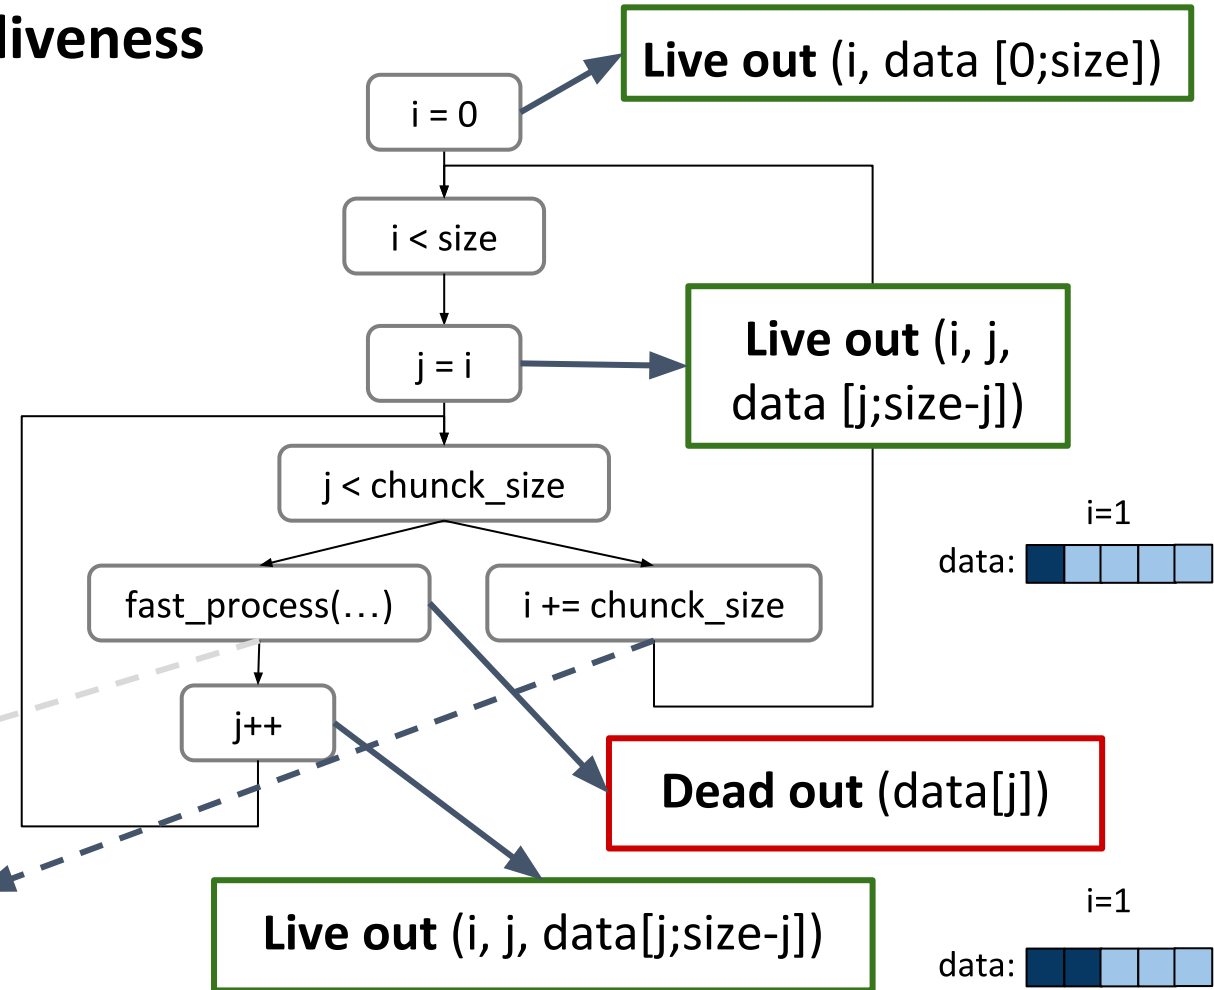 liveness
Live out (i, data [0;size])
i = 0
i < size
j = i
Live out (i, j,
data [j;size-j])
j < chunck_size
i=1
data:
fast_process(…)
i += chunck_size
j++
Dead out (data[j])
Live out (i, j, data[j;size-j])
i=1
data: